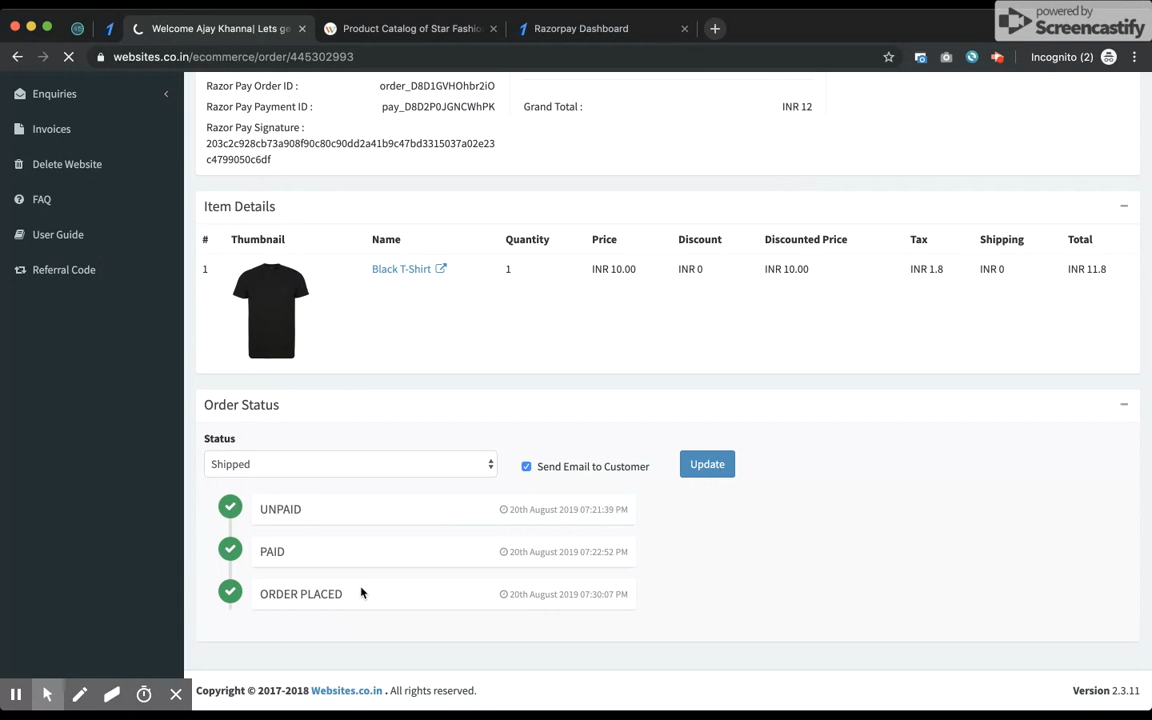 powered by
Screencastify
Welcome Ajay Khanna| Lets ge
Product Catalog of Star Fashio
Razorpay Dashboard
websites.co.in/ecommerce/order/445302993
Incognito (2)
Enquiries
Invoices
Delete Website
FAQ
User Guide
Referral Code
Razor Pay Order ID : order_D8D1GVHOhbr2iO
Razor Pay Payment ID : pay_D8D2P0JGNCWhPK
Grand Total : INR 12
Razor Pay Signature :
203c2c928cb73a908f90c80c90dd2a41b9c47bd3315037a02e23
c4799050c6df
Item Details
# Thumbnail Name Quantity Price Discount Discounted Price Tax Shipping Total
1 Black T-Shirt 1 INR 10.00 INR 0 INR 10.00 INR 1.8 INR 0 INR 11.8
Order Status
Status
Shipped
Send Email to Customer
Update
UNPAID 20th August 2019 07:21:39 PM
PAID 20th August 2019 07:22:52 PM
ORDER PLACED 20th August 2019 07:30:07 PM
Copyright © 2017-2018 Websites.co.in . All rights reserved.
Version 2.3.11